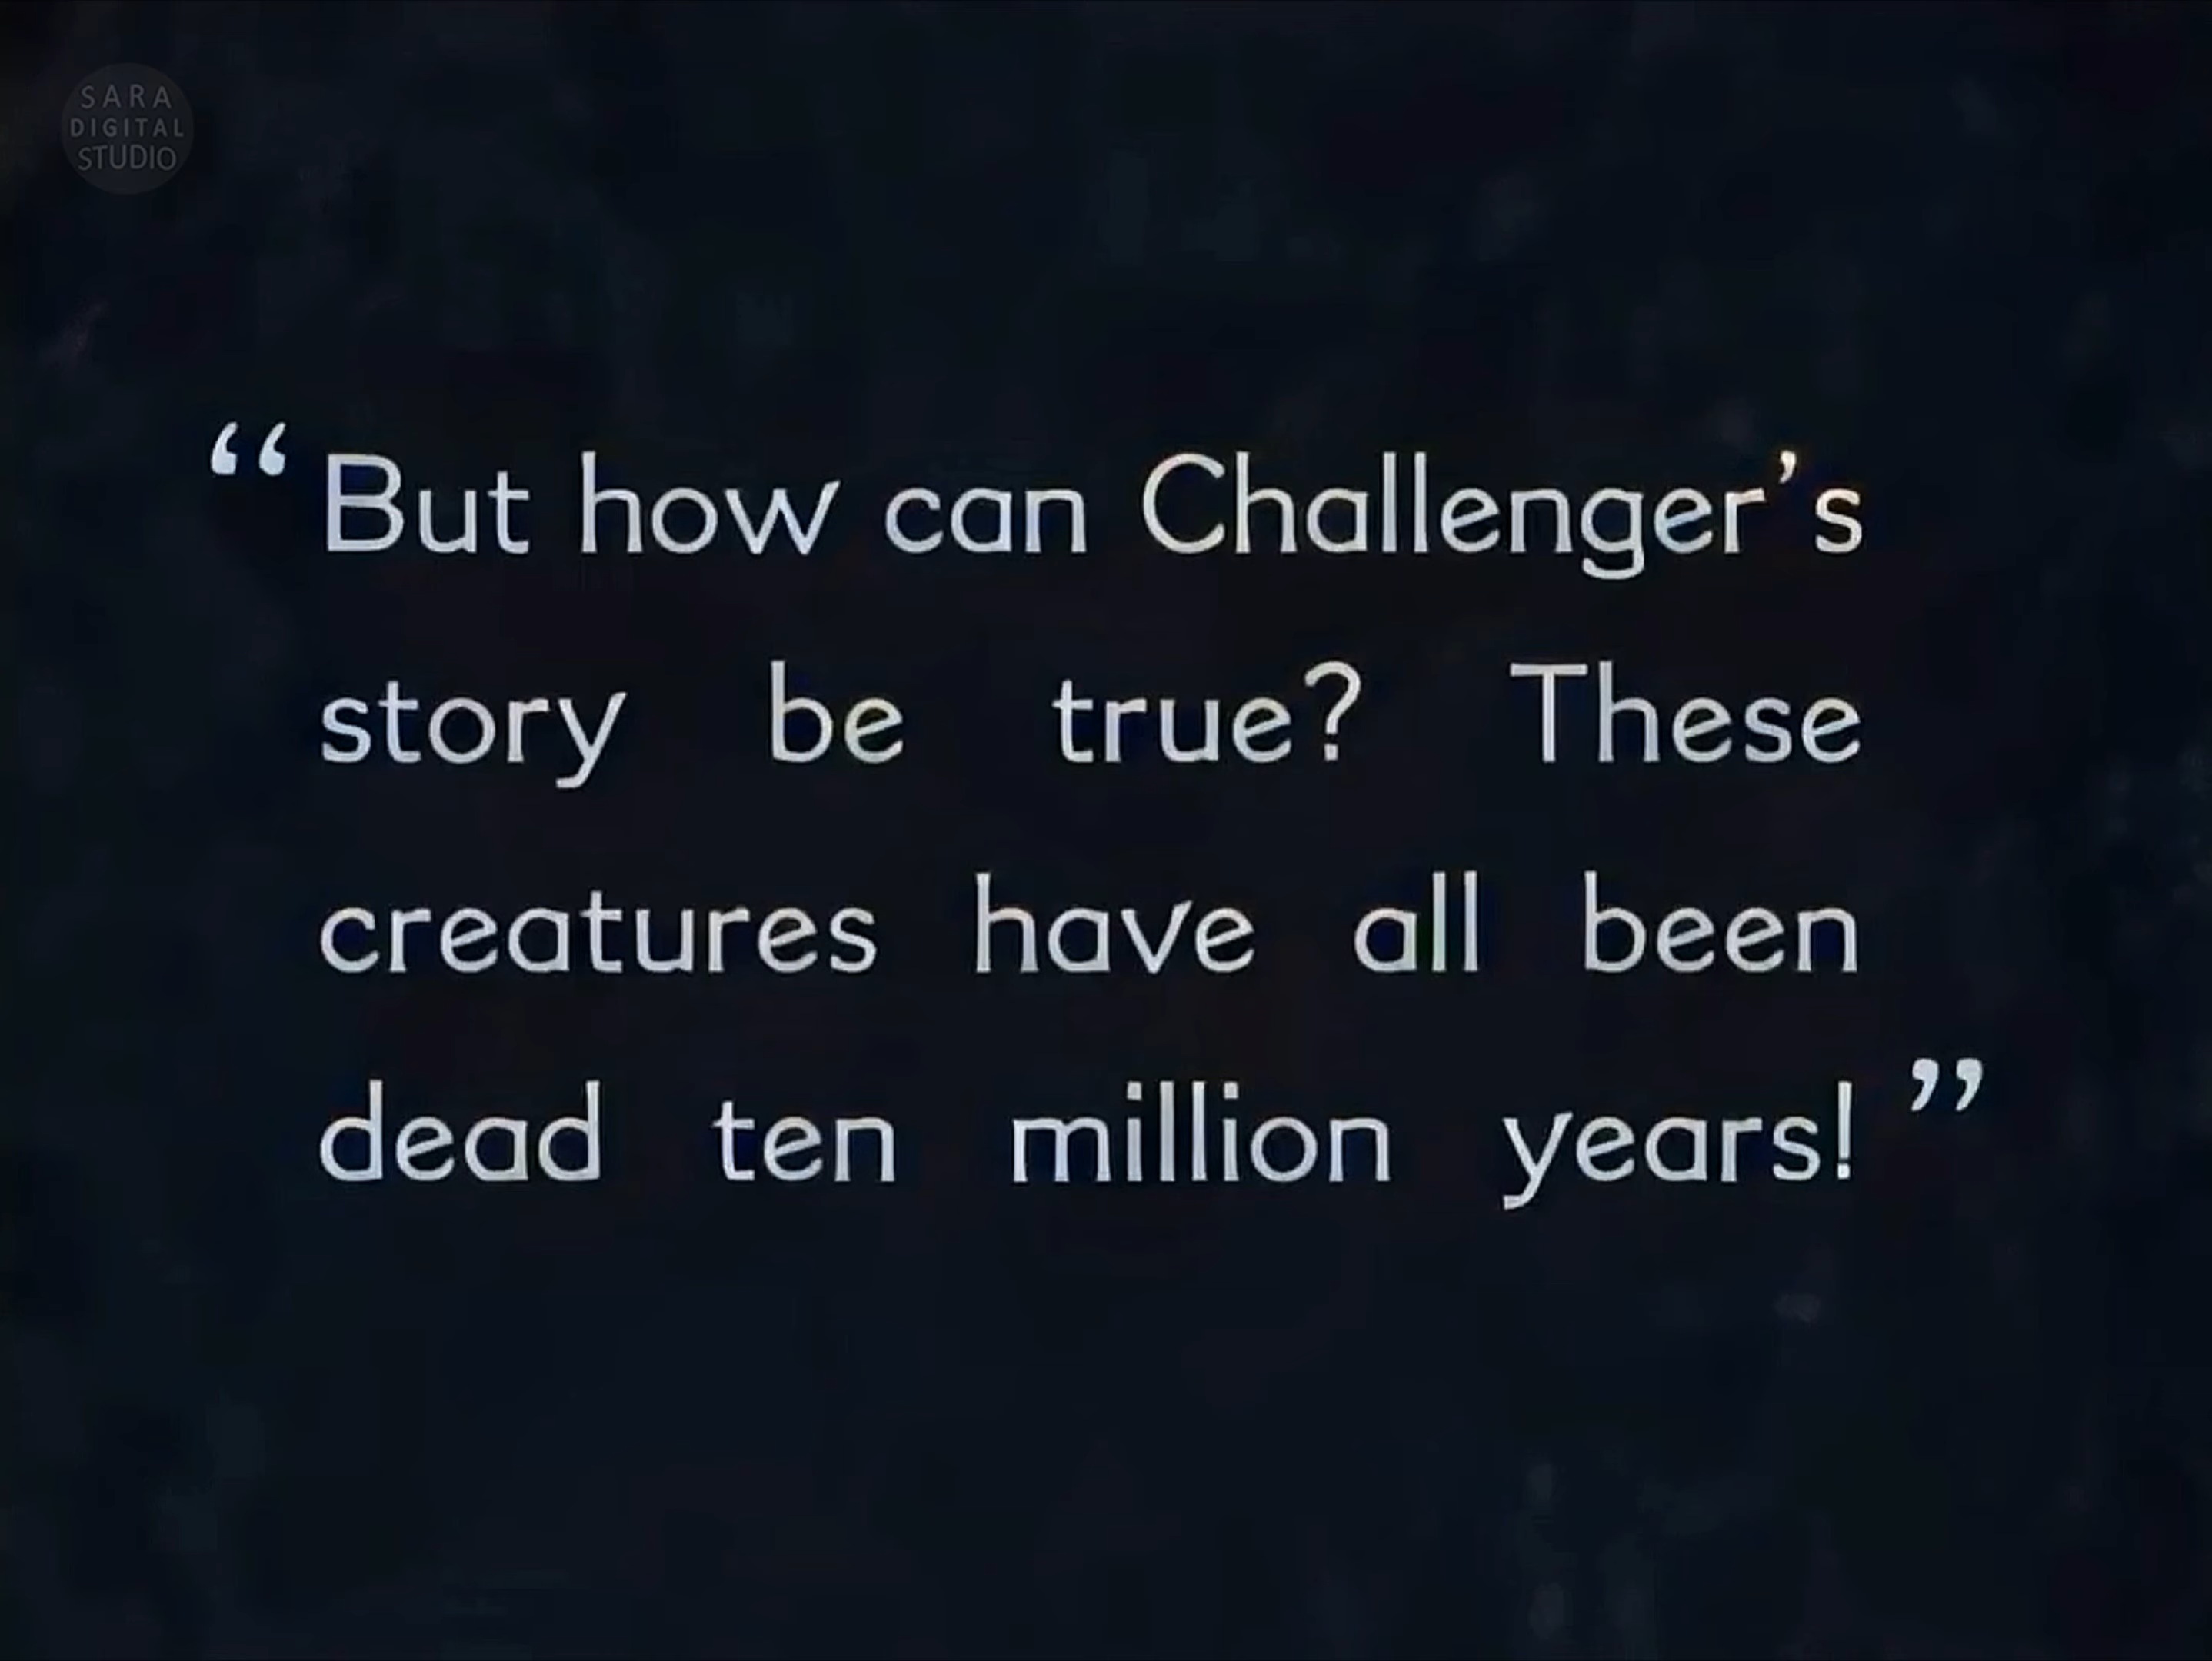 SARA
DIGITAL
STUDIO
“But how can Challenger’s
story be true? These
creatures have all been
dead ten million years!”